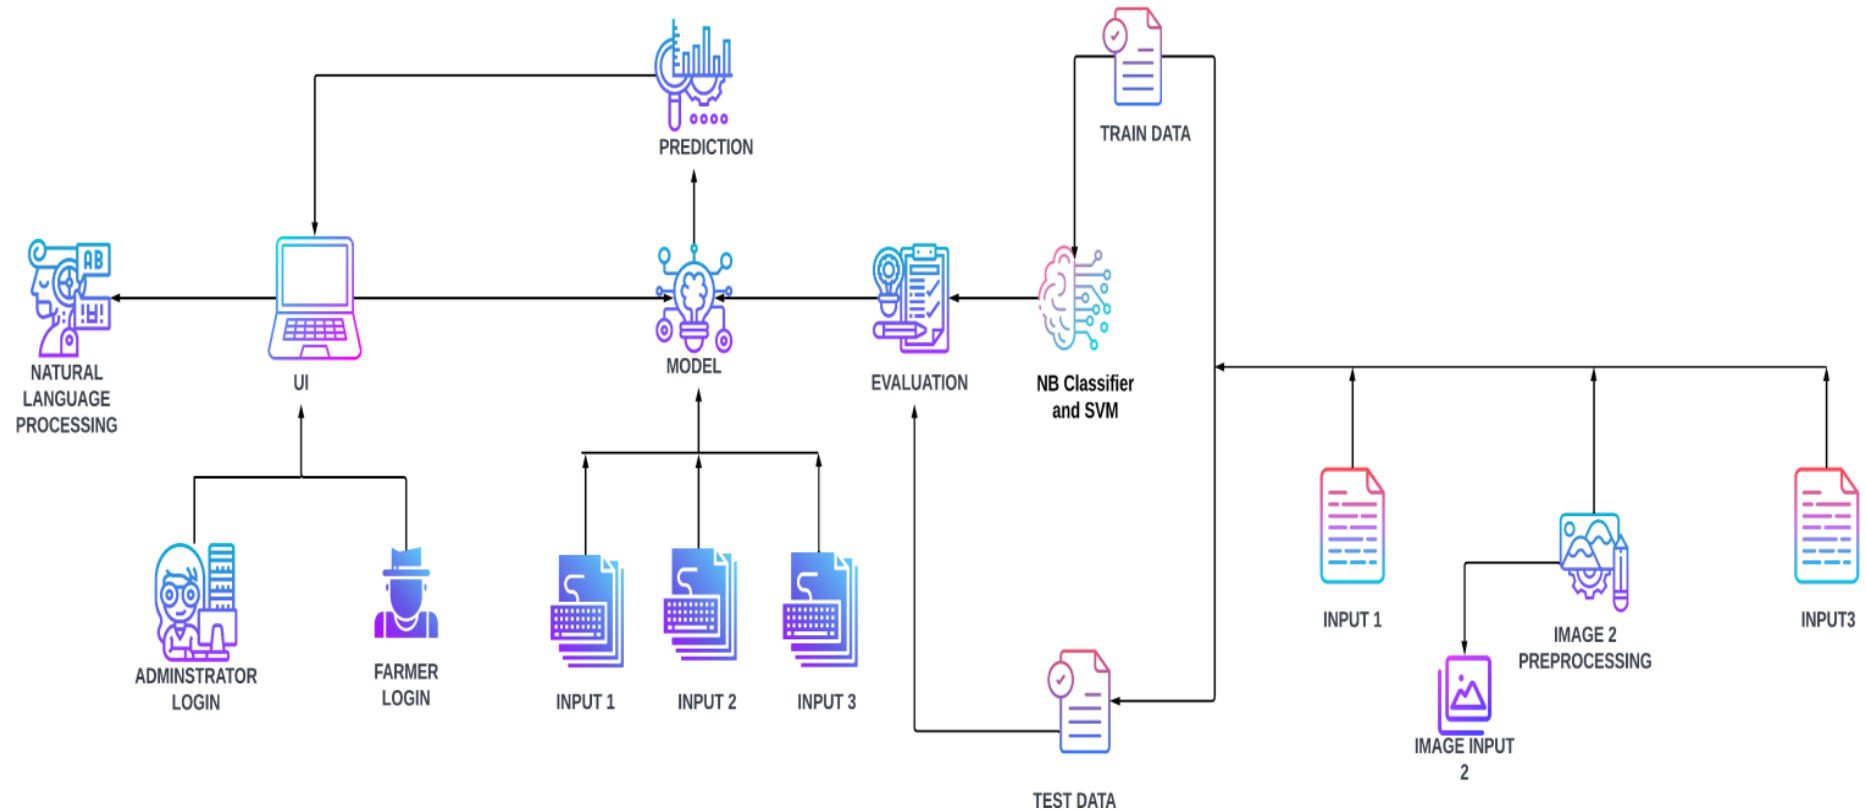 TRAIN DATA
PREDICTION
AB
MODEL
NATURAL
LANGUAGE
PROCESSING
UI
EVALUATION
NB Classifier
and SVM
ADMINSTRATOR
LOGIN
FARMER
LOGIN
INPUT 1
INPUT 2
INPUT 3
INPUT 1
IMAGE 2
PREPROCESSING
INPUT3
IMAGE INPUT
2
TEST DATA